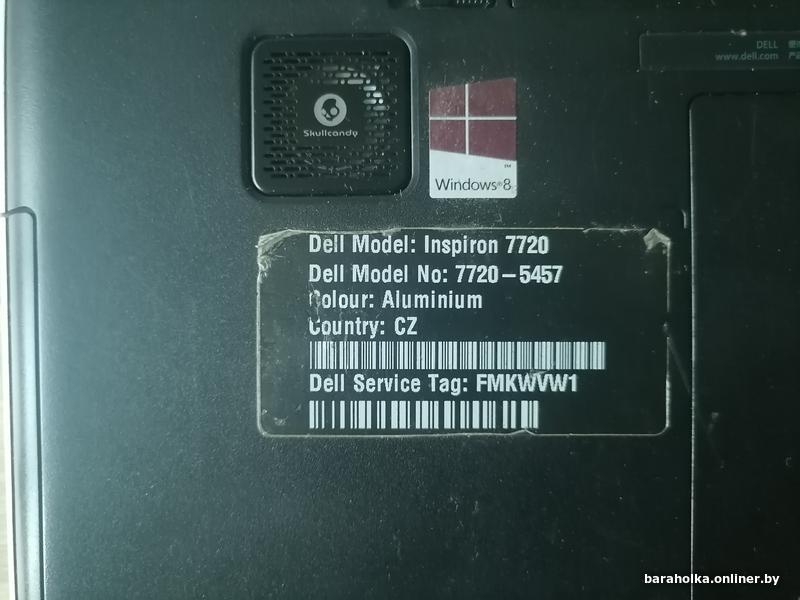 Skullcandy
Windows®8
DELL
www.dell.com
Dell Model: Inspiron 7720
Dell Model No: 7720-5457
Colour: Aluminium
Country: CZ
Dell Service Tag: FMKWVW1
baraholka.onliner.by